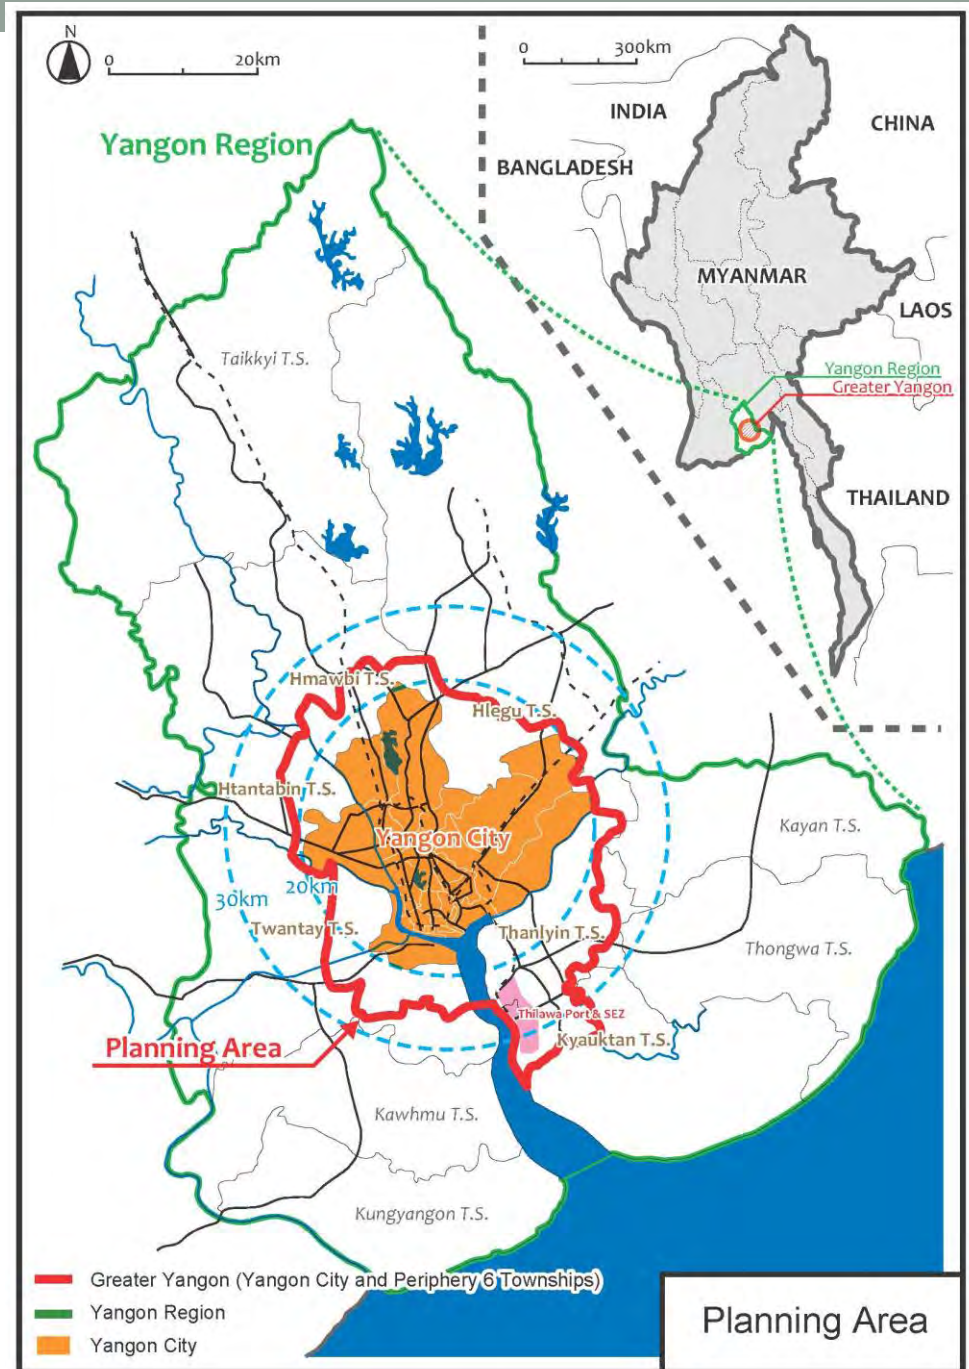 N
0 20km
0 300km
INDIA
CHINA
BANGLADESH
MYANMAR
LAOS
THAILAND
Yangon Region
Greater Yangon
Yangon Region
Taikkyi T.S.
Hmawbi T.S.
Hlegu T.S.
Htantabin T.S.
Yangon City
Kayan T.S.
30km
20km
Twantay T.S.
Thanlyin T.S.
Thongwa T.S.
Thilawa Port & SEZ
Kyauktan T.S.
Planning Area
Kawhmu T.S.
Kungyangon T.S.
Greater Yangon (Yangon City and Periphery 6 Townships)
Yangon Region
Yangon City
Planning Area